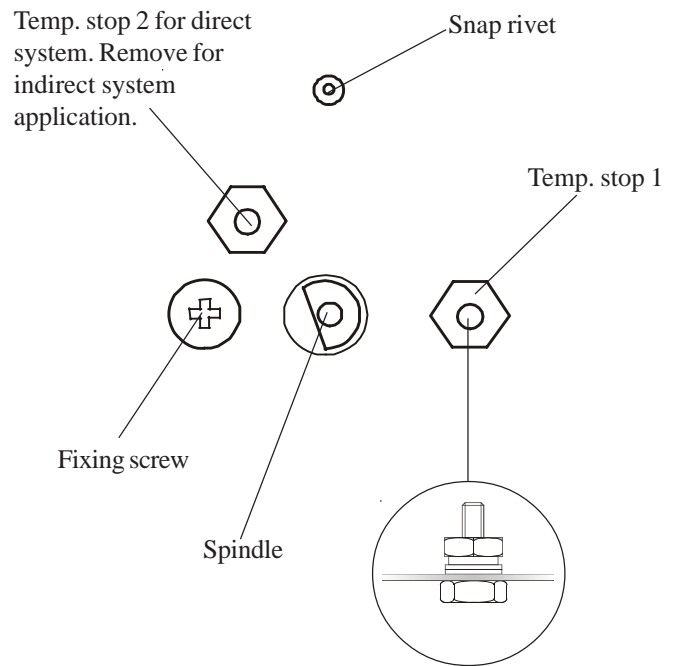 Temp. stop 2 for direct
system. Remove for
indirect system
application.
Snap rivet
Temp. stop 1
Fixing screw
Spindle